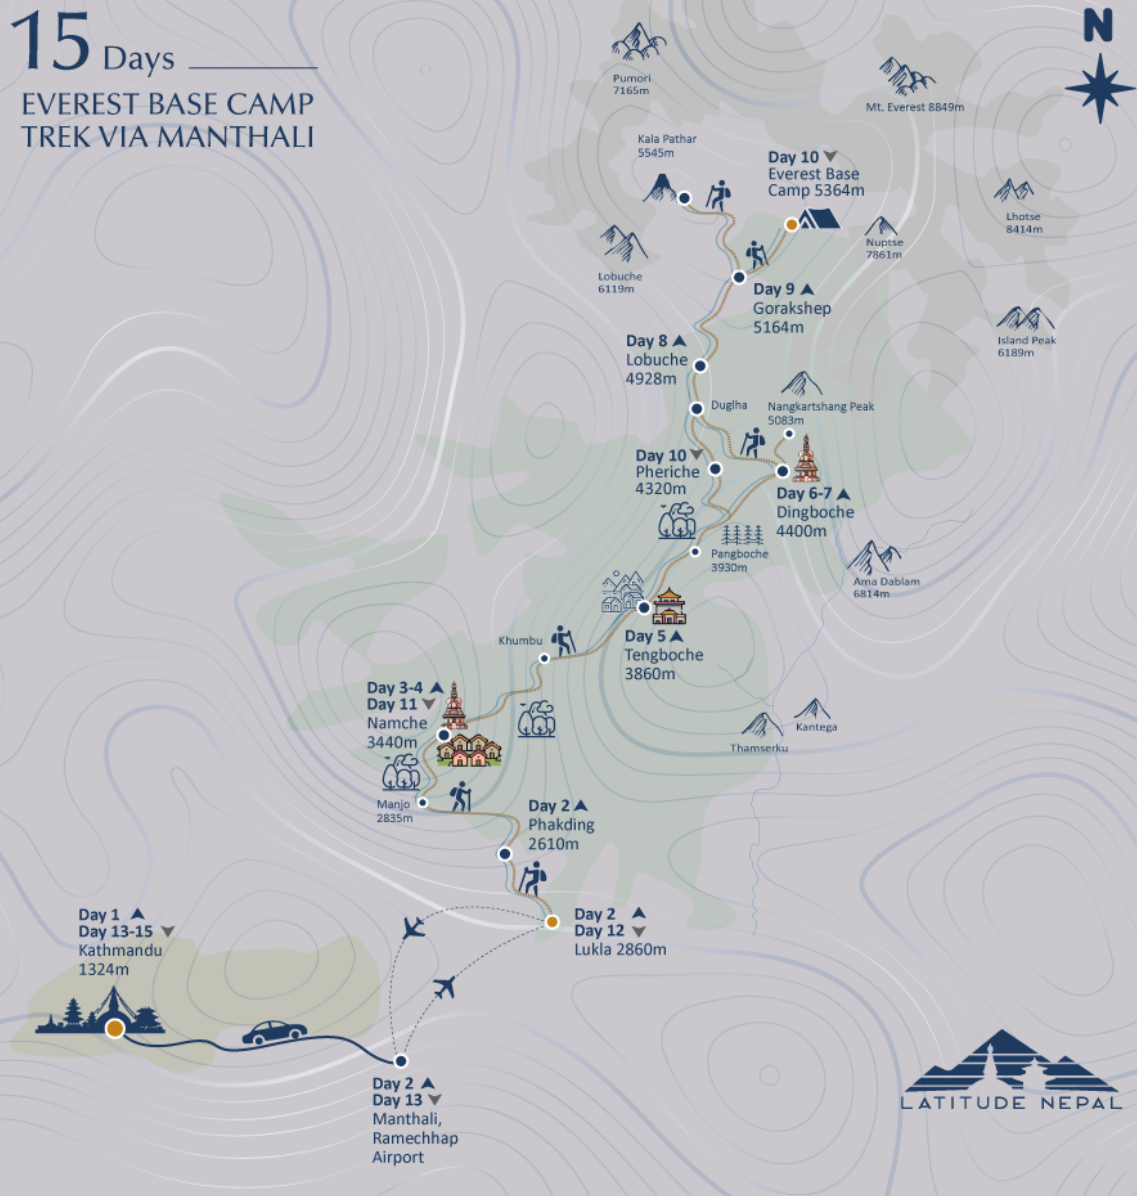 15 Days
EVEREST BASE CAMP
TREK VIA MANTHALI
N
Pumori
7165m
Mt. Everest 8849m
Kala Pathar
5545m
Day 10
Everest Base
Camp 5364m
Lhotse
8414m
Nuptse
7861m
Lobuche
6119m
Day 9
Gorakshep
5164m
Island Peak
6189m
Day 8
Lobuche
4928m
Duglha
Nangkartshang Peak
5083m
Day 10
Pheriche
4320m
Day 6-7
Dingboche
4400m
Pangboche
3930m
Ama Dablam
6814m
Day 5
Tengboche
3860m
Khumbu
Day 3-4
Day 11
Namche
3440m
Kantega
Thamserku
Manjo
2835m
Day 2
Phakding
2610m
Day 1
Day 13-15
Kathmandu
1324m
Day 2
Day 12
Lukla 2860m
Day 2
Day 13
Manthali,
Ramechhap
Airport
LATITUDE NEPAL